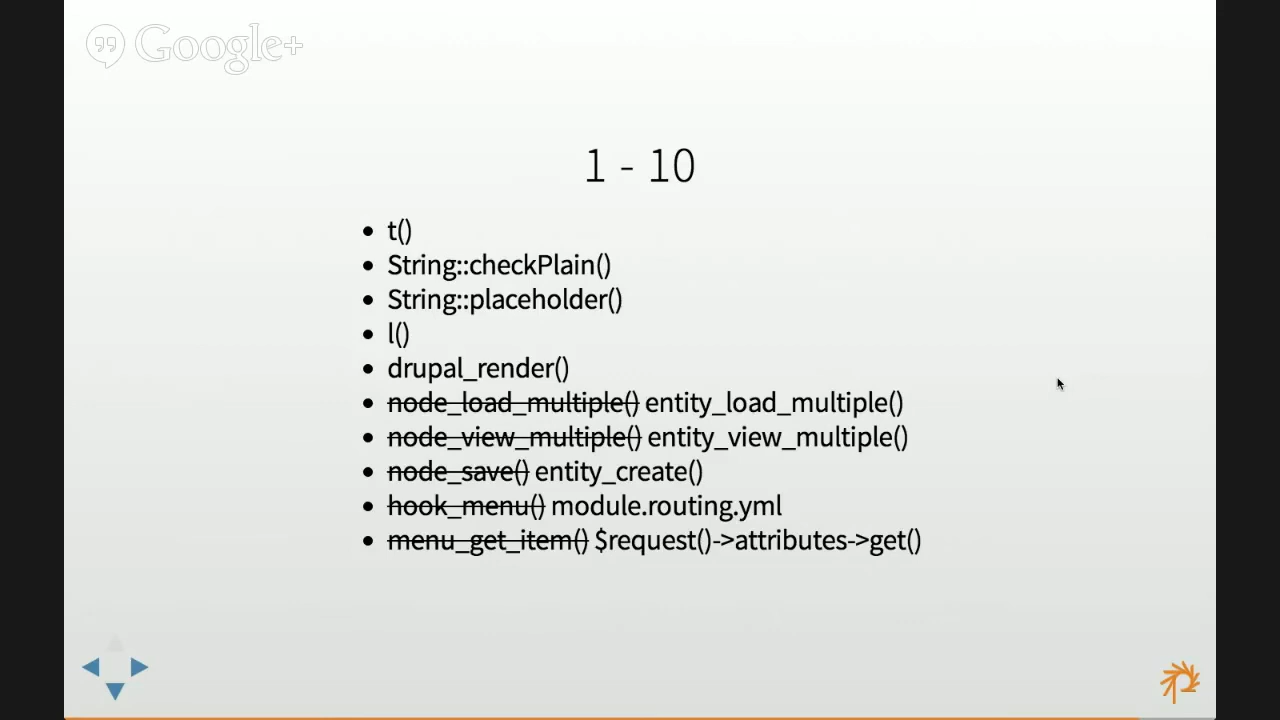 Google+
1 - 10
t()
String::checkPlain()
String::placeholder()
l()
drupal_render()
node_load_multiple() entity_load_multiple()
node_view_multiple() entity_view_multiple()
node_save() entity_create()
hook_menu() module.routing.yml
menu_get_item() $request()->attributes->get()